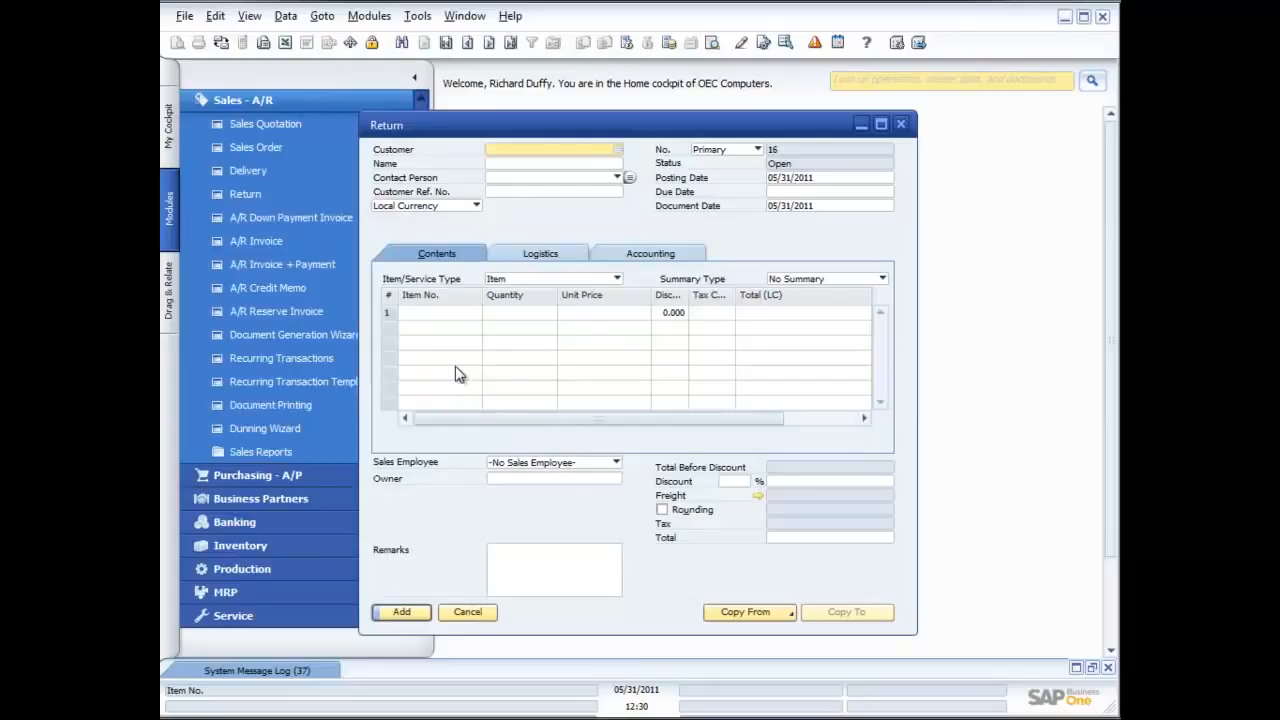 File Edit View Data Goto Modules Tools Window Help
Welcome, Richard Duffy. You are in the Home cockpit of OEC Computers.
My Cockpit
Modules
Drag & Relate
Sales - A/R
Sales Quotation
Sales Order
Delivery
Return
A/R Down Payment Invoice
A/R Invoice
A/R Invoice + Payment
A/R Credit Memo
A/R Reserve Invoice
Document Generation Wizar
Recurring Transactions
Recurring Transaction Templ
Document Printing
Dunning Wizard
Sales Reports
Purchasing - A/P
Business Partners
Banking
Inventory
Production
MRP
Service
Return
Customer
Name
Contact Person
Customer Ref. No.
Local Currency
No. Primary 16
Status Open
Posting Date 05/31/2011
Due Date
Document Date 05/31/2011
Contents Logistics Accounting
Item/Service Type Item Summary Type No Summary
# Item No. Quantity Unit Price Disc... Tax C... Total (LC)
1 0.000
Sales Employee -No Sales Employee-
Owner
Total Before Discount
Discount %
Freight
Rounding
Tax
Total
Remarks
Add Cancel Copy From Copy To
System Message Log (37)
Item No. 05/31/2011
12:30
SAP Business One